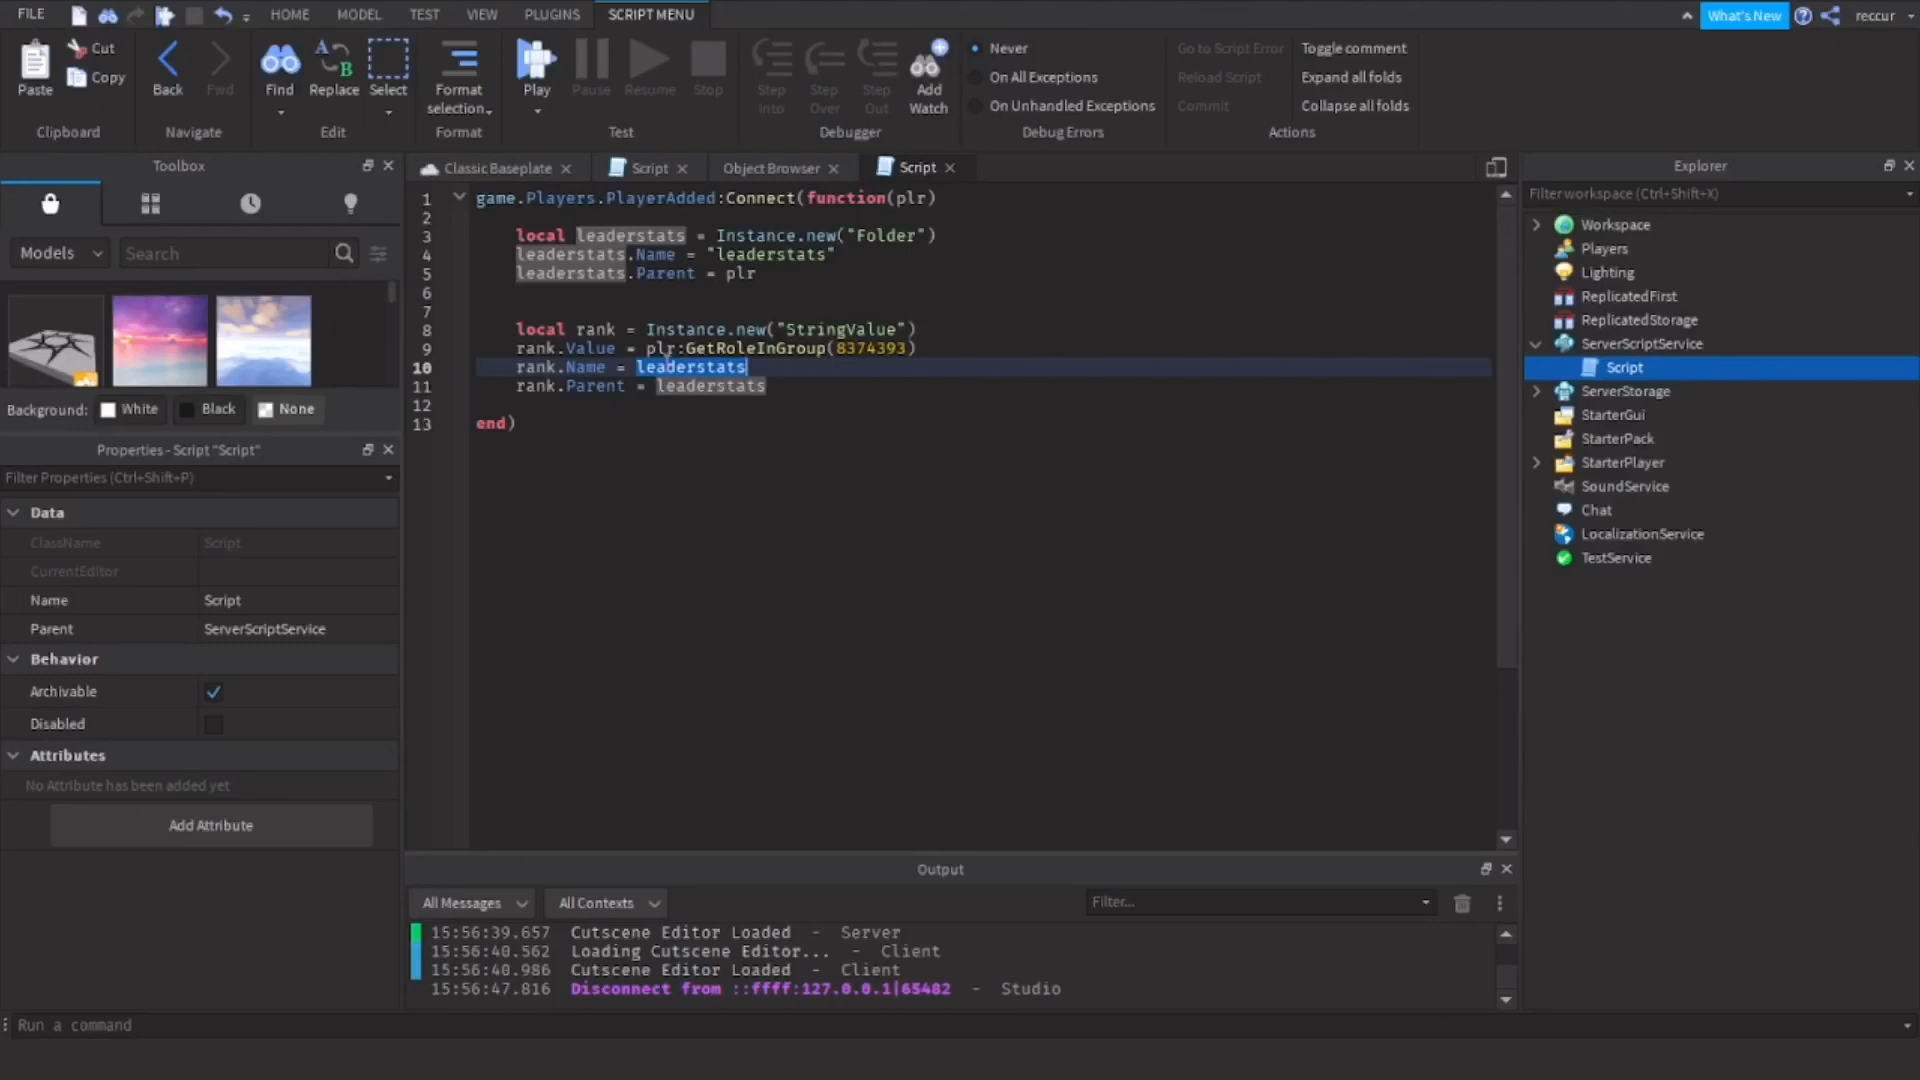 FILE HOME MODEL TEST VIEW PLUGINS SCRIPT MENU What's New reccur
Paste Cut Copy Back Fwd Find Replace Select Format selection Play Pause Resume Stop Step Into Step Over Step Out Add Watch
Never Go to Script Error Toggle comment
On All Exceptions Reload Script Expand all folds
On Unhandled Exceptions Commit Collapse all folds
Clipboard Navigate Edit Format Test Debugger Debug Errors Actions
Toolbox
Models Search
Background: White Black None
Properties - Script "Script"
Filter Properties (Ctrl+Shift+P)
Data
ClassName Script
CurrentEditor
Name Script
Parent ServerScriptService
Behavior
Archivable
Disabled
Attributes
No Attribute has been added yet
Add Attribute
Classic Baseplate Script Object Browser Script
1 game.Players.PlayerAdded:Connect(function(plr)
2
3 local leaderstats = Instance.new("Folder")
4 leaderstats.Name = "leaderstats"
5 leaderstats.Parent = plr
6
7
8 local rank = Instance.new("StringValue")
9 rank.Value = plr:GetRoleInGroup(8374393)
10 rank.Name = leaderstats
11 rank.Parent = leaderstats
12
13 end)
Output
All Messages All Contexts Filter...
15:56:39.657 Cutscene Editor Loaded - Server
15:56:40.562 Loading Cutscene Editor... - Client
15:56:40.986 Cutscene Editor Loaded - Client
15:56:47.816 Disconnect from ::ffff:127.0.0.1|65482 - Studio
Run a command
Explorer
Filter workspace (Ctrl+Shift+X)
Workspace
Players
Lighting
ReplicatedFirst
ReplicatedStorage
ServerScriptService
Script
ServerStorage
StarterGui
StarterPack
StarterPlayer
SoundService
Chat
LocalizationService
TestService